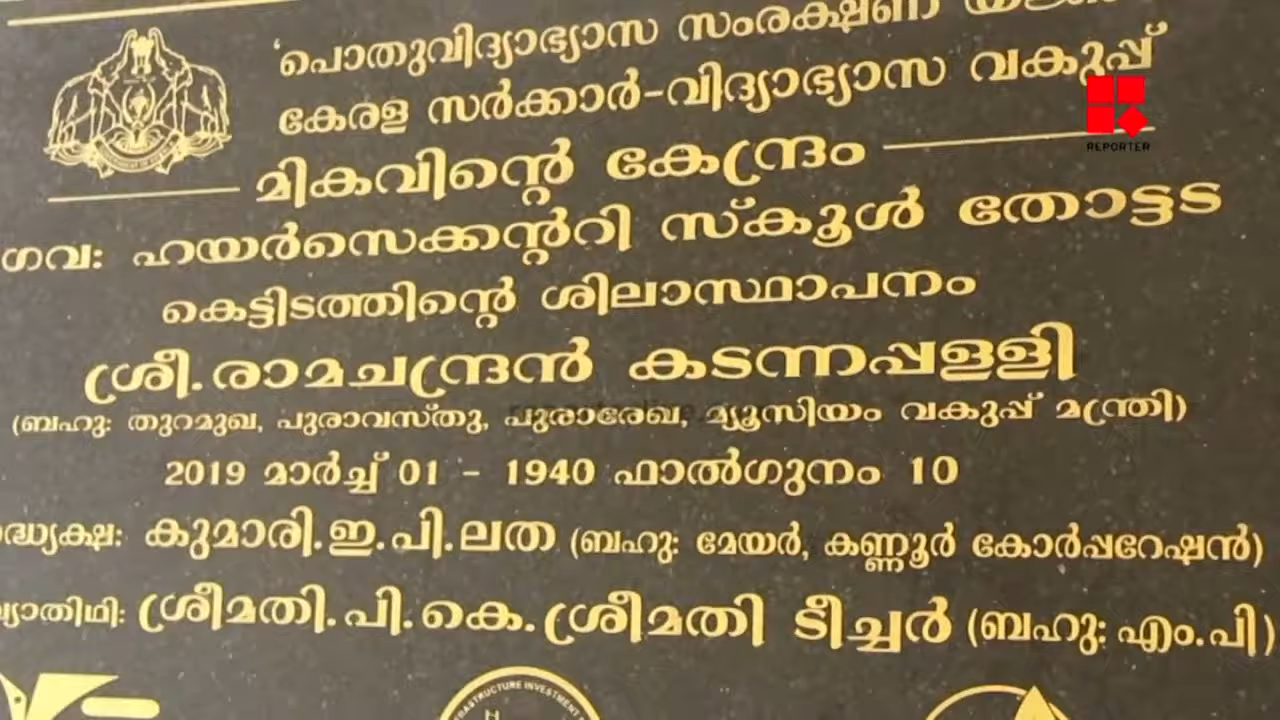 'പൊതുവിദ്യാഭ്യാസ സംരക്ഷണ
കേരള സർക്കാർ-വിദ്യാഭ്യാസ വകുപ്പ്
REPORTER
മികവിന്റെ കേന്ദ്രം
ഗവ: ഹയർസെക്കന്ററി സ്കൂൾ തോട്ടട
കെട്ടിടത്തിന്റെ ശിലാസ്ഥാപനം
ശ്രീ.രാമചന്ദ്രൻ കടന്നപ്പള്ളി
(ബഹു: തുറമുഖ, പുരാവസ്തു, പുരാരേഖ, മ്യൂസിയം വകുപ്പ് മന്ത്രി)
2019 മാർച്ച് 01 - 1940 ഫാൽഗുനം 10
കുമാരി.ഇ.പി.ലത (ബഹു: മേയർ, കണ്ണൂർ കോർപ്പറേഷൻ)
ശ്രീമതി.പി.കെ.ശ്രീമതി ടീച്ചർ (ബഹു: എം.പി)
INVESTMENT